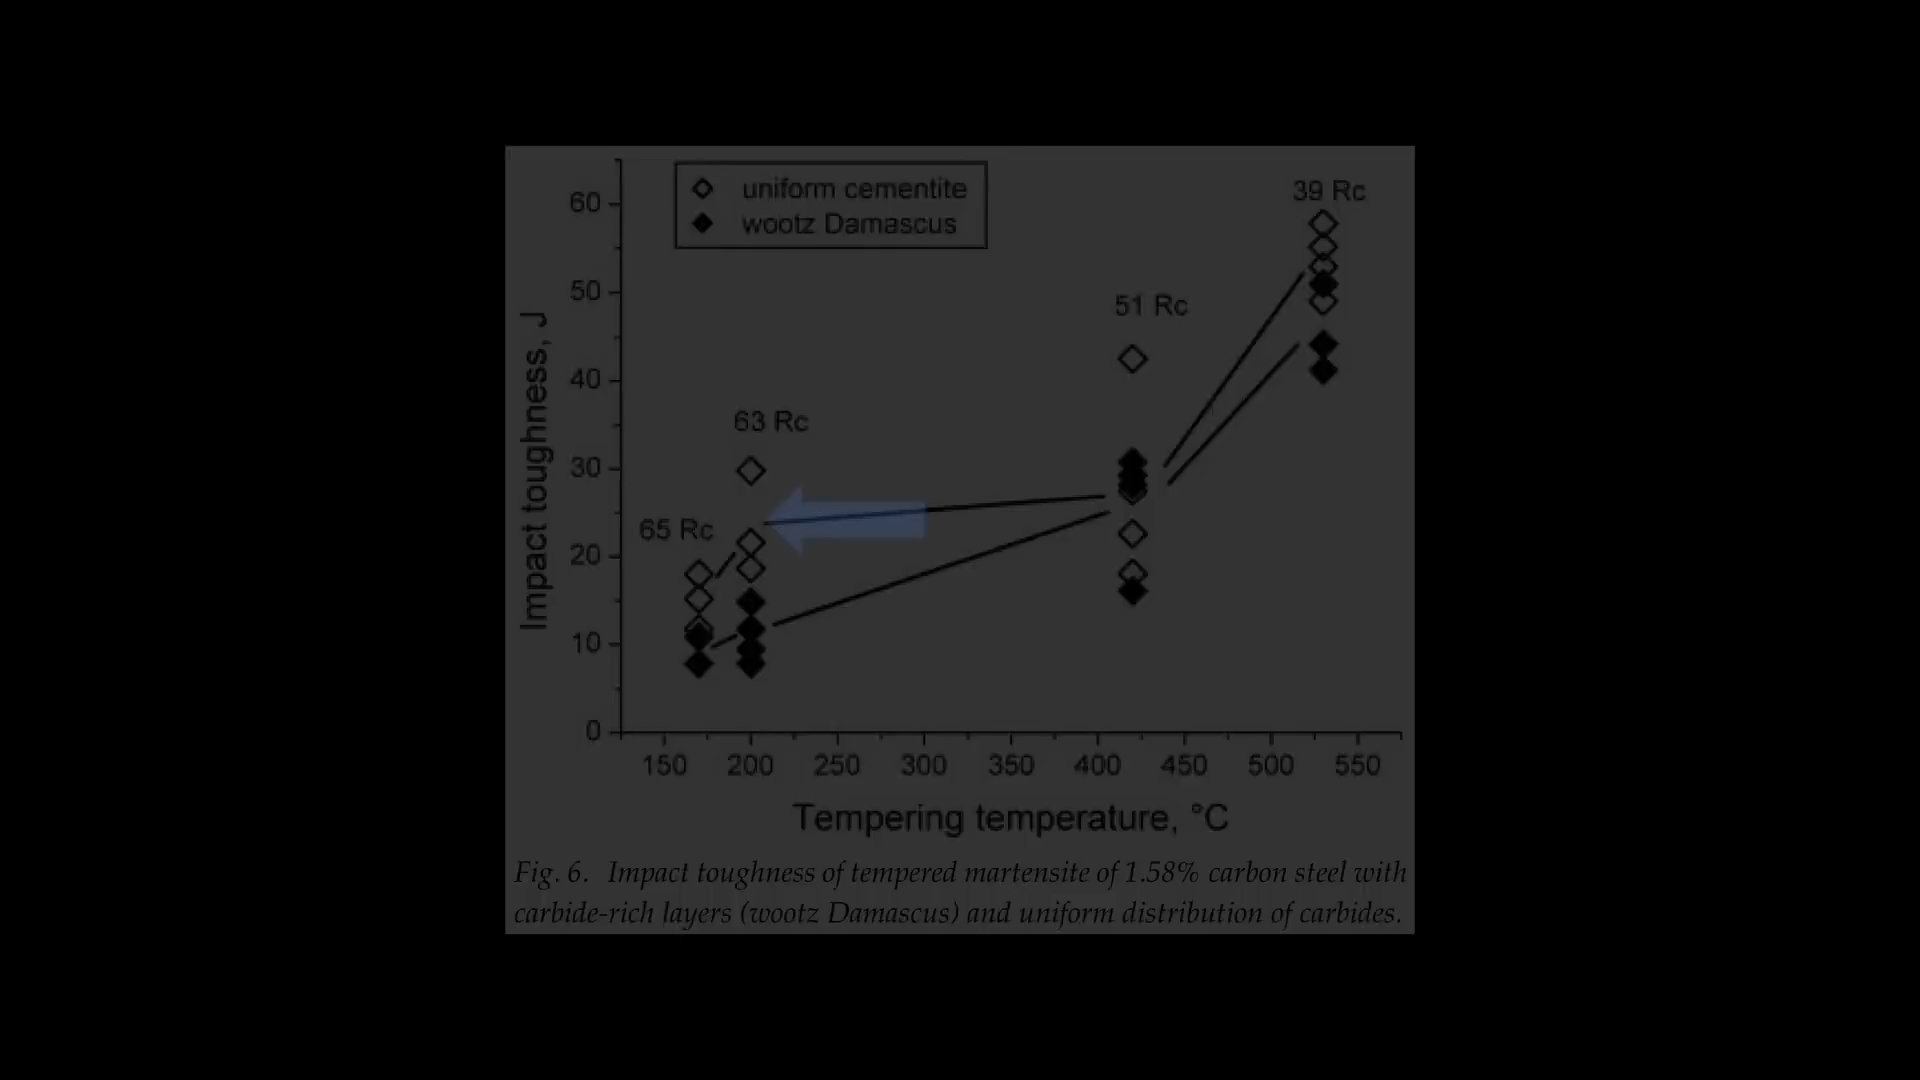 uniform cementite
wootz Damascus
39 Rc
51 Rc
63 Rc
65 Rc
Impact toughness, J
60
50
40
30
20
10
0
150 200 250 300 350 400 450 500 550
Tempering temperature, °C
Fig. 6. Impact toughness of tempered martensite of 1.58% carbon steel with
carbide-rich layers (wootz Damascus) and uniform distribution of carbides.